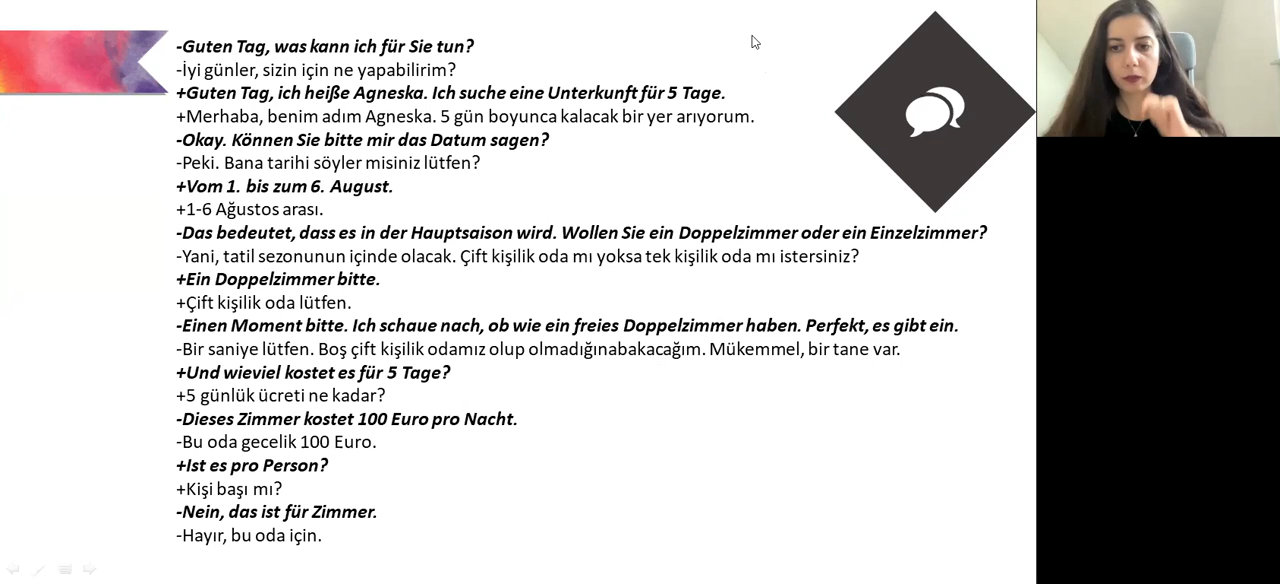 -Guten Tag, was kann ich für Sie tun?
-İyi günler, sizin için ne yapabilirim?
+Guten Tag, ich heiße Agneska. Ich suche eine Unterkunft für 5 Tage.
+Merhaba, benim adım Agneska. 5 gün boyunca kalacak bir yer arıyorum.
-Okay. Können Sie bitte mir das Datum sagen?
-Peki. Bana tarihi söyler misiniz lütfen?
+Vom 1. bis zum 6. August.
+1-6 Ağustos arası.
-Das bedeutet, dass es in der Hauptsaison wird. Wollen Sie ein Doppelzimmer oder ein Einzelzimmer?
-Yani, tatil sezonunun içinde olacak. Çift kişilik oda mı yoksa tek kişilik oda mı istersiniz?
+Ein Doppelzimmer bitte.
+Çift kişilik oda lütfen.
-Einen Moment bitte. Ich schaue nach, ob wie ein freies Doppelzimmer haben. Perfekt, es gibt ein.
-Bir saniye lütfen. Boş çift kişilik odamız olup olmadığınabakacağım. Mükemmel, bir tane var.
+Und wieviel kostet es für 5 Tage?
+5 günlük ücreti ne kadar?
-Dieses Zimmer kostet 100 Euro pro Nacht.
-Bu oda gecelik 100 Euro.
+Ist es pro Person?
+Kişi başı mı?
-Nein, das ist für Zimmer.
-Hayır, bu oda için.